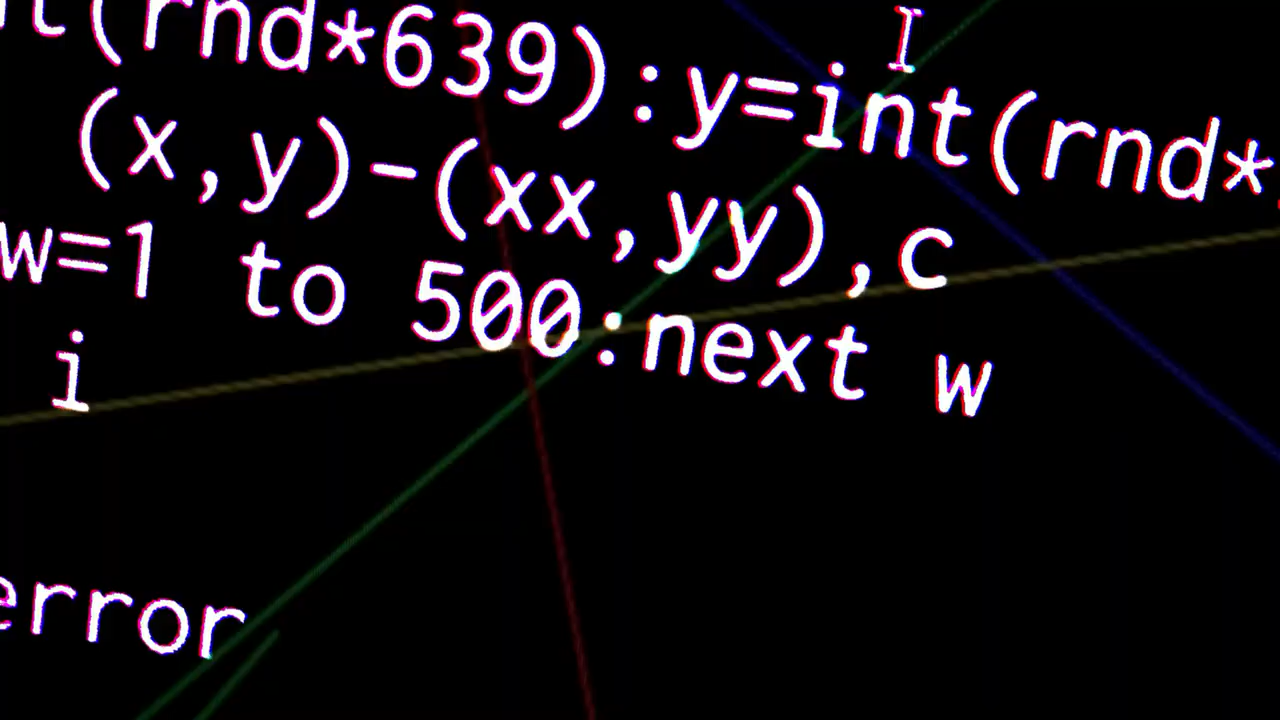 nt(rnd*639):y=int(rnd*
(x,y)-(xx,yy),c
w=1 to 500:next w
i
error